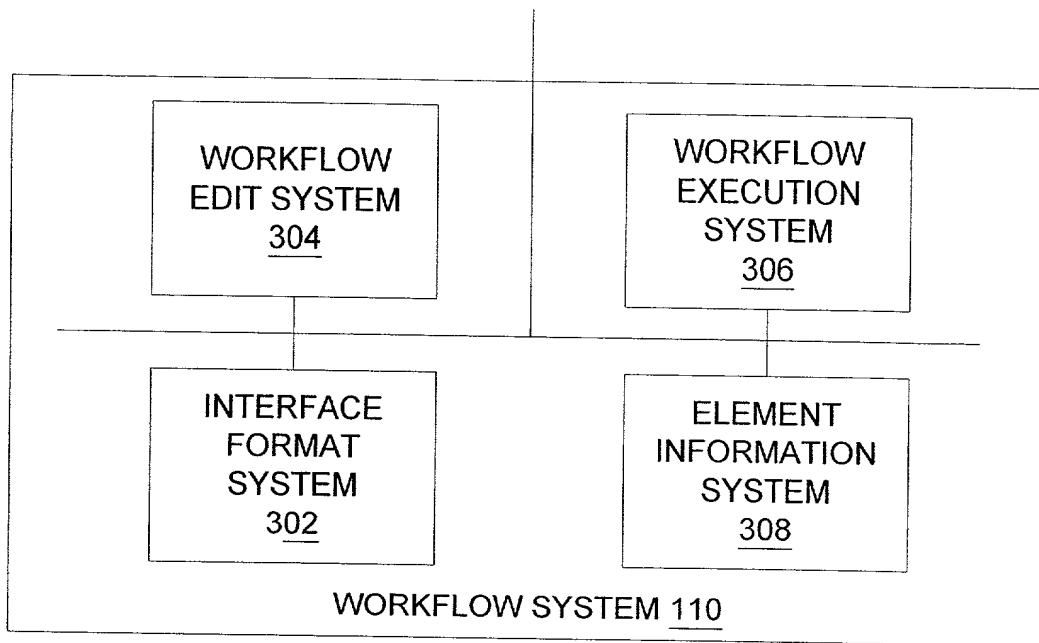 WORKFLOW
EDIT SYSTEM
304
WORKFLOW
EXECUTION
SYSTEM
306
INTERFACE
FORMAT
SYSTEM
302
ELEMENT
INFORMATION
SYSTEM
308
WORKFLOW SYSTEM 110